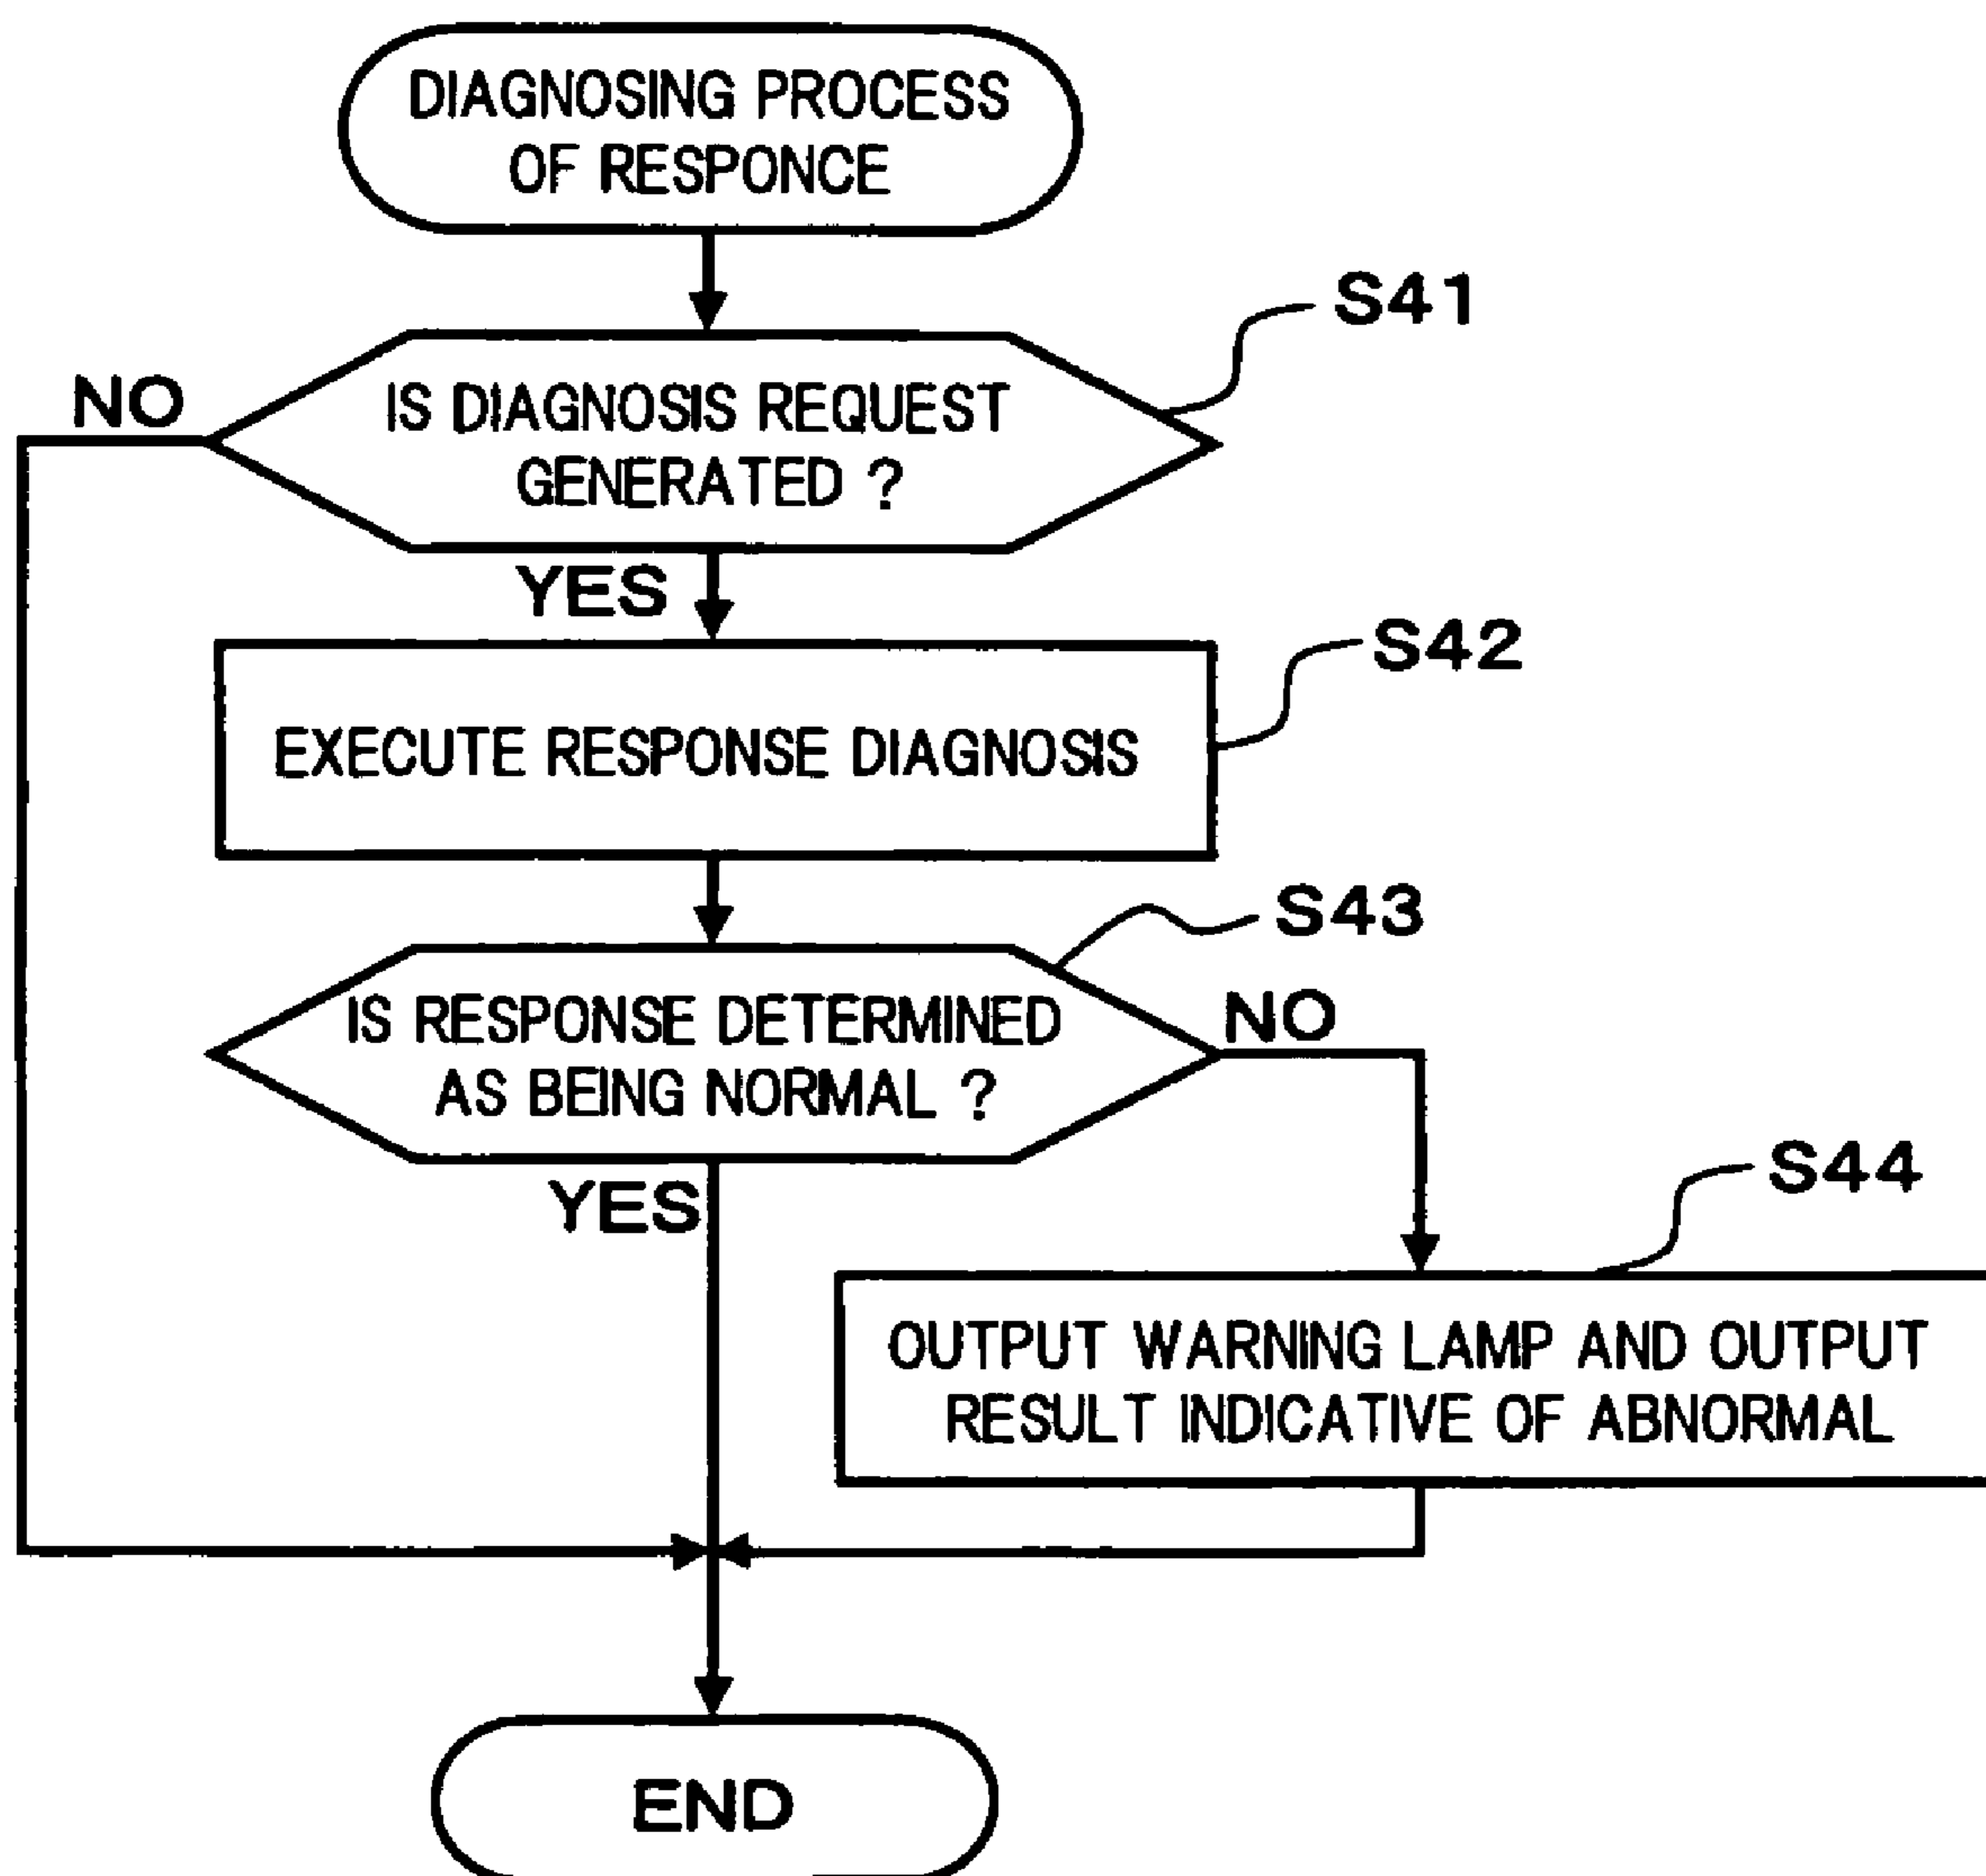 DIAGNOSING PROCESS
OF RESPONCE
S41
NO
IS DIAGNOSIS REQUEST
GENERATED ?
YES
S42
EXECUTE RESPONSE DIAGNOSIS
S43
IS RESPONSE DETERMINED
AS BEING NORMAL ?
NO
YES
S44
OUTPUT WARNING LAMP AND OUTPUT
RESULT INDICATIVE OF ABNORMAL
END